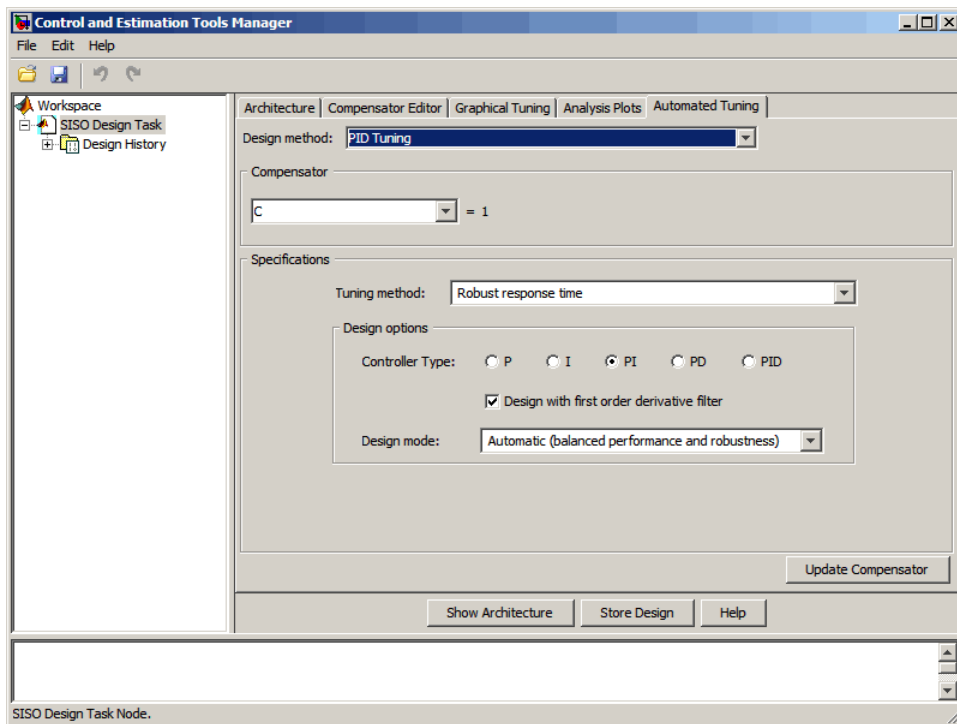 Control and Estimation Tools Manager
File Edit Help
Workspace
SISO Design Task
Design History
Architecture Compensator Editor Graphical Tuning Analysis Plots Automated Tuning
Design method: PID Tuning
Compensator
C = 1
Specifications
Tuning method: Robust response time
Design options
Controller Type: P I PI PD PID
Design with first order derivative filter
Design mode: Automatic (balanced performance and robustness)
Update Compensator
Show Architecture Store Design Help
SISO Design Task Node.